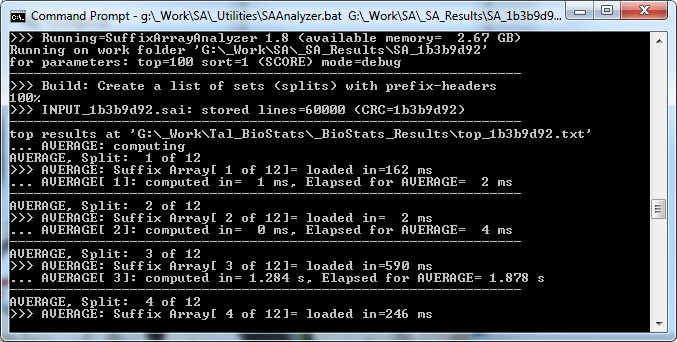 Command Prompt - g:\_Work\SA\_Utilities\SAAnalyzer.bat G:\_Work\SA\_SA_Results\SA_1b3b9d9...
>>> Running=SuffixArrayAnalyzer 1.8 (available memory=  2.67 GB)
Running on work folder 'G:\_Work\SA\_SA_Results\SA_1b3b9d92'
for parameters: top=100 sort=1 (SCORE) mode=debug
----------------------------------------------------------------
>>> Build: Create a list of sets (splits) with prefix-headers
100%
>>> INPUT_1b3b9d92.sai: stored lines=60000 (CRC=1b3b9d92)
----------------------------------------------------------------
top results at 'G:\_Work\Tal_BioStats\_BioStats_Results\top_1b3b9d92.txt'
... AVERAGE: computing
AVERAGE, Split:  1 of 12
>>> AVERAGE: Suffix Array[ 1 of 12]= loaded in=162 ms
... AVERAGE[ 1]: computed in=  1 ms, Elapsed for AVERAGE=  2 ms
----------------------------------------------------------------
AVERAGE, Split:  2 of 12
>>> AVERAGE: Suffix Array[ 2 of 12]= loaded in=  2 ms
... AVERAGE[ 2]: computed in=  0 ms, Elapsed for AVERAGE=  4 ms
----------------------------------------------------------------
AVERAGE, Split:  3 of 12
>>> AVERAGE: Suffix Array[ 3 of 12]= loaded in=590 ms
... AVERAGE[ 3]: computed in= 1.284 s, Elapsed for AVERAGE= 1.878 s
----------------------------------------------------------------
AVERAGE, Split:  4 of 12
>>> AVERAGE: Suffix Array[ 4 of 12]= loaded in=246 ms